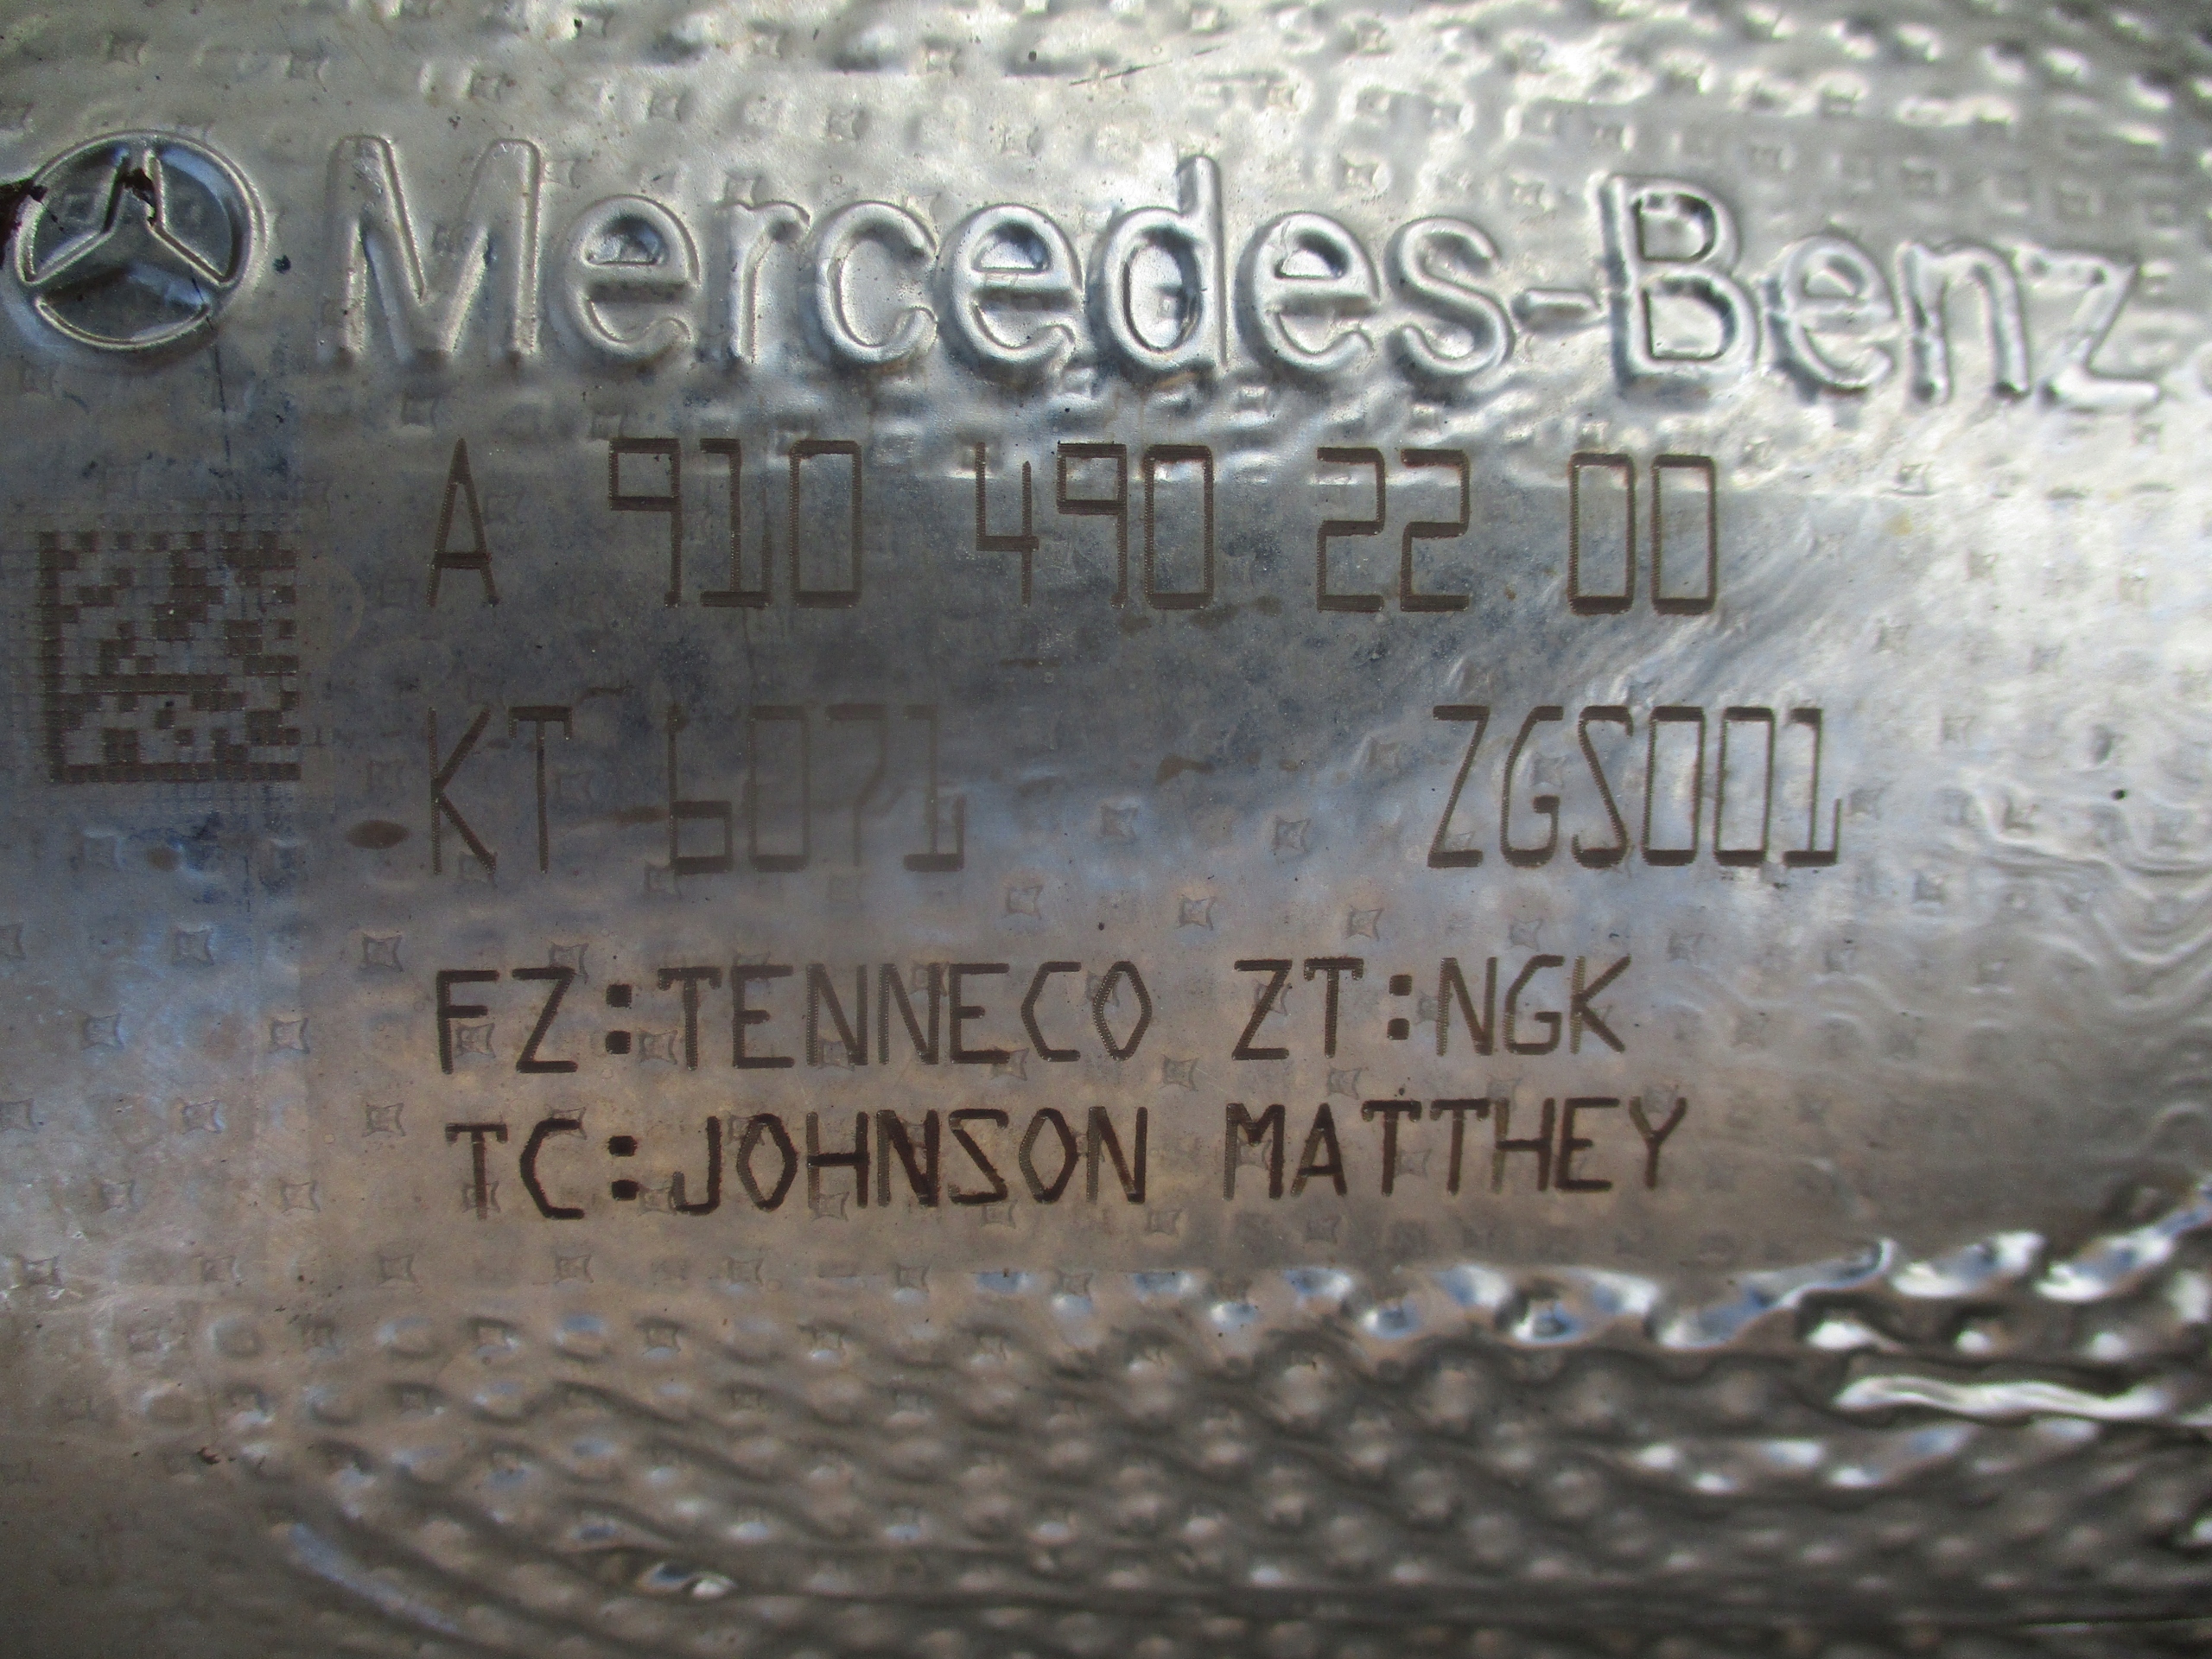 Mercedes-Benz
A 910 490 22 00
KT 6071 ZGS001
FZ:TENNECO ZT:NGK
TC:JOHNSON MATTHEY